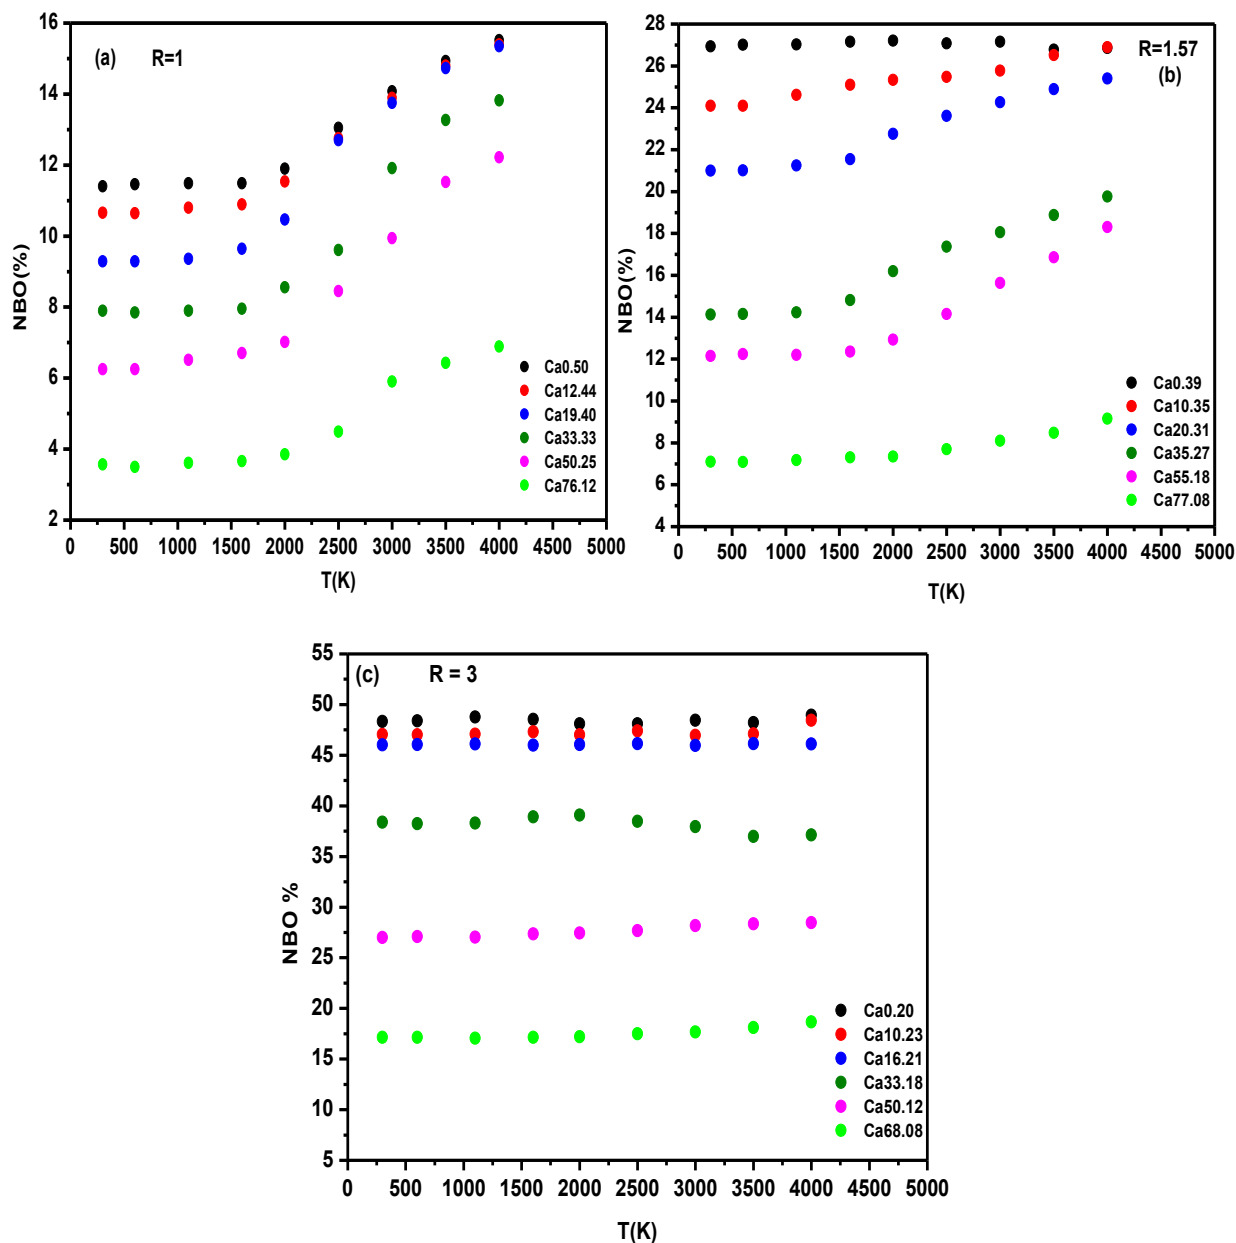 (a) R=1
16
14
12
10
8
6
4
2
NBO(%)
Ca0.50
Ca12.44
Ca19.40
Ca33.33
Ca50.25
Ca76.12
0 500 1000 1500 2000 2500 3000 3500 4000 4500 5000
T(K)
R=1.57
(b)
28
26
24
22
20
18
16
14
12
10
8
6
4
NBO(%)
Ca0.39
Ca10.35
Ca20.31
Ca35.27
Ca55.18
Ca77.08
0 500 1000 1500 2000 2500 3000 3500 4000 4500 5000
T(K)
(c) R = 3
55
50
45
40
35
30
25
20
15
10
5
NBO %
Ca0.20
Ca10.23
Ca16.21
Ca33.18
Ca50.12
Ca68.08
0 500 1000 1500 2000 2500 3000 3500 4000 4500 5000
T(K)